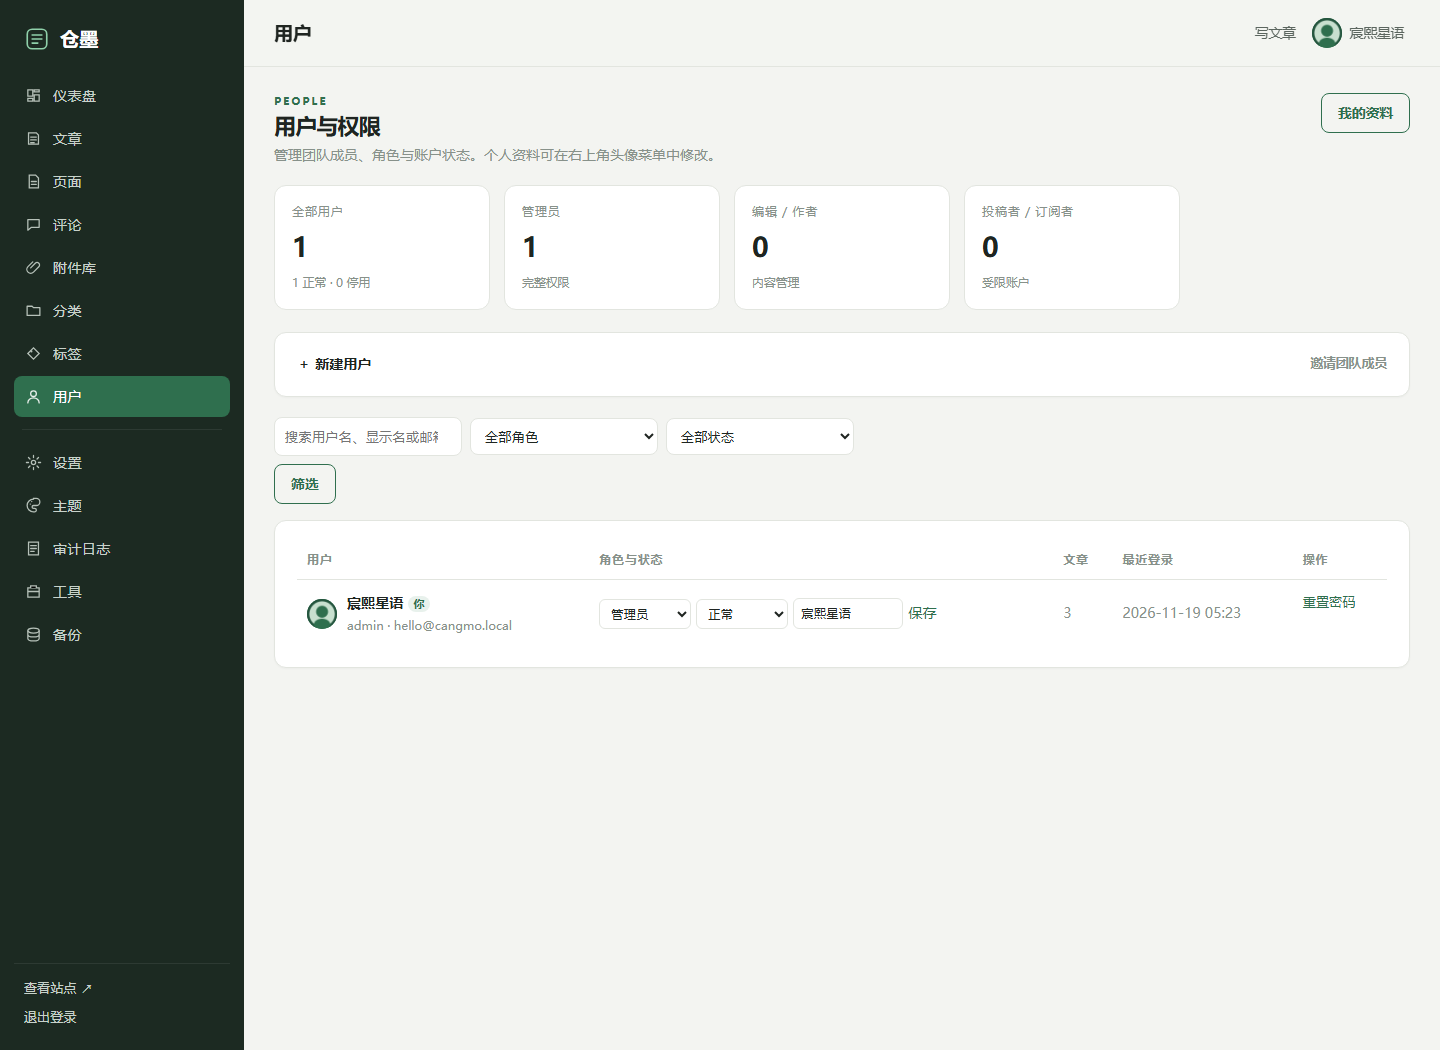 仓墨
仪表盘
文章
页面
评论
附件库
分类
标签
用户
设置
主题
审计日志
工具
备份
查看站点 ↗
退出登录
用户
写文章
宸熙星语
PEOPLE
用户与权限
管理团队成员、角色与账户状态。个人资料可在右上角头像菜单中修改。
我的资料
全部用户
1
1 正常 · 0 停用
管理员
1
完整权限
编辑 / 作者
0
内容管理
投稿者 / 订阅者
0
受限账户
+ 新建用户
邀请团队成员
搜索用户名、显示名或邮箱
全部角色
全部状态
筛选
用户 角色与状态 文章 最近登录 操作
宸熙星语 你
admin · hello@cangmo.local
管理员 正常 宸熙星语 保存
3
2026-11-19 05:23
重置密码